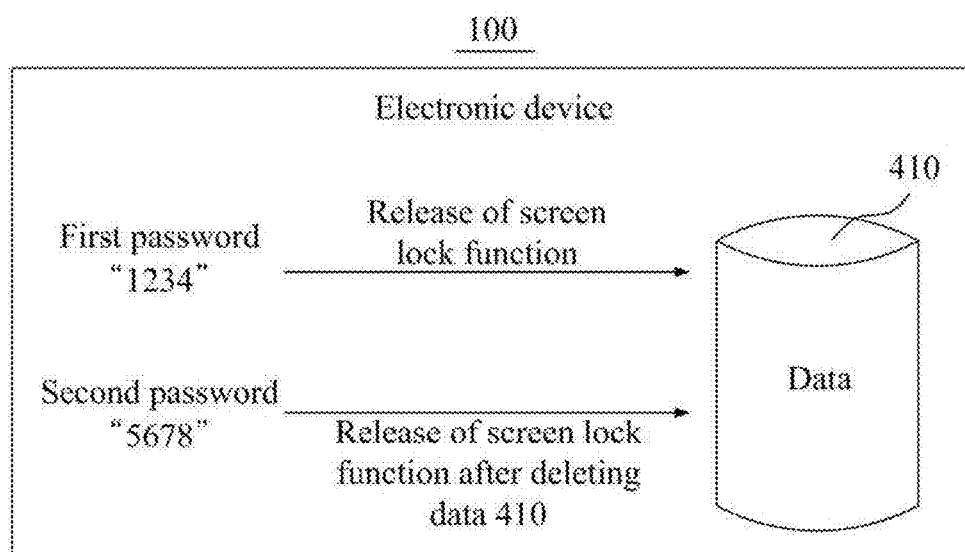 100
Electronic device
410
First password
“1234”
Release of screen
lock function
Data
Second password
“5678”
Release of screen lock
function after deleting
data 410